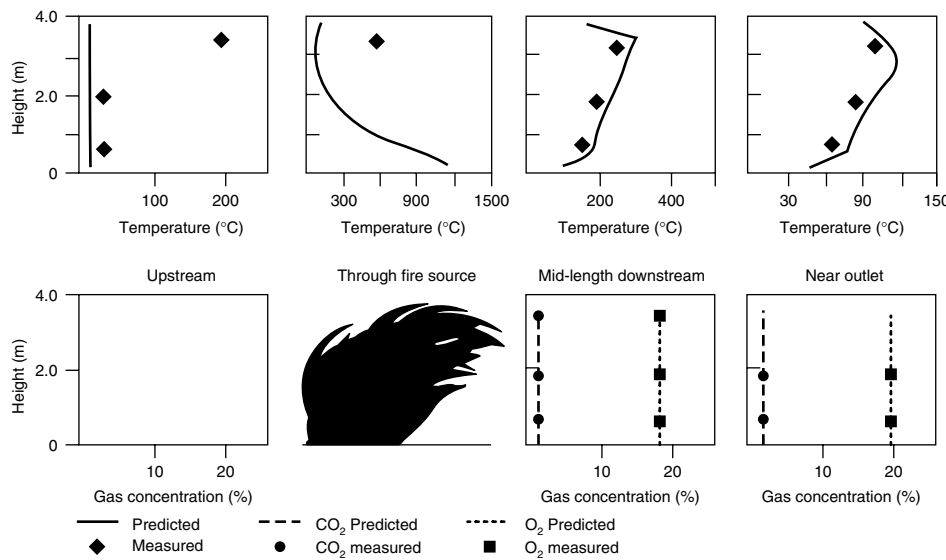 4.0
2.0
0
Height (m)
100 200
Temperature (°C)
300 900 1500
Temperature (°C)
200 400
Temperature (°C)
30 90 150
Temperature (°C)
Upstream
Through fire source
Mid-length downstream
Near outlet
4.0
2.0
0
Height (m)
10 20
Gas concentration (%)
10 20
Gas concentration (%)
10 20
Gas concentration (%)
Predicted
CO2 Predicted
O2 Predicted
Measured
CO2 measured
O2 measured